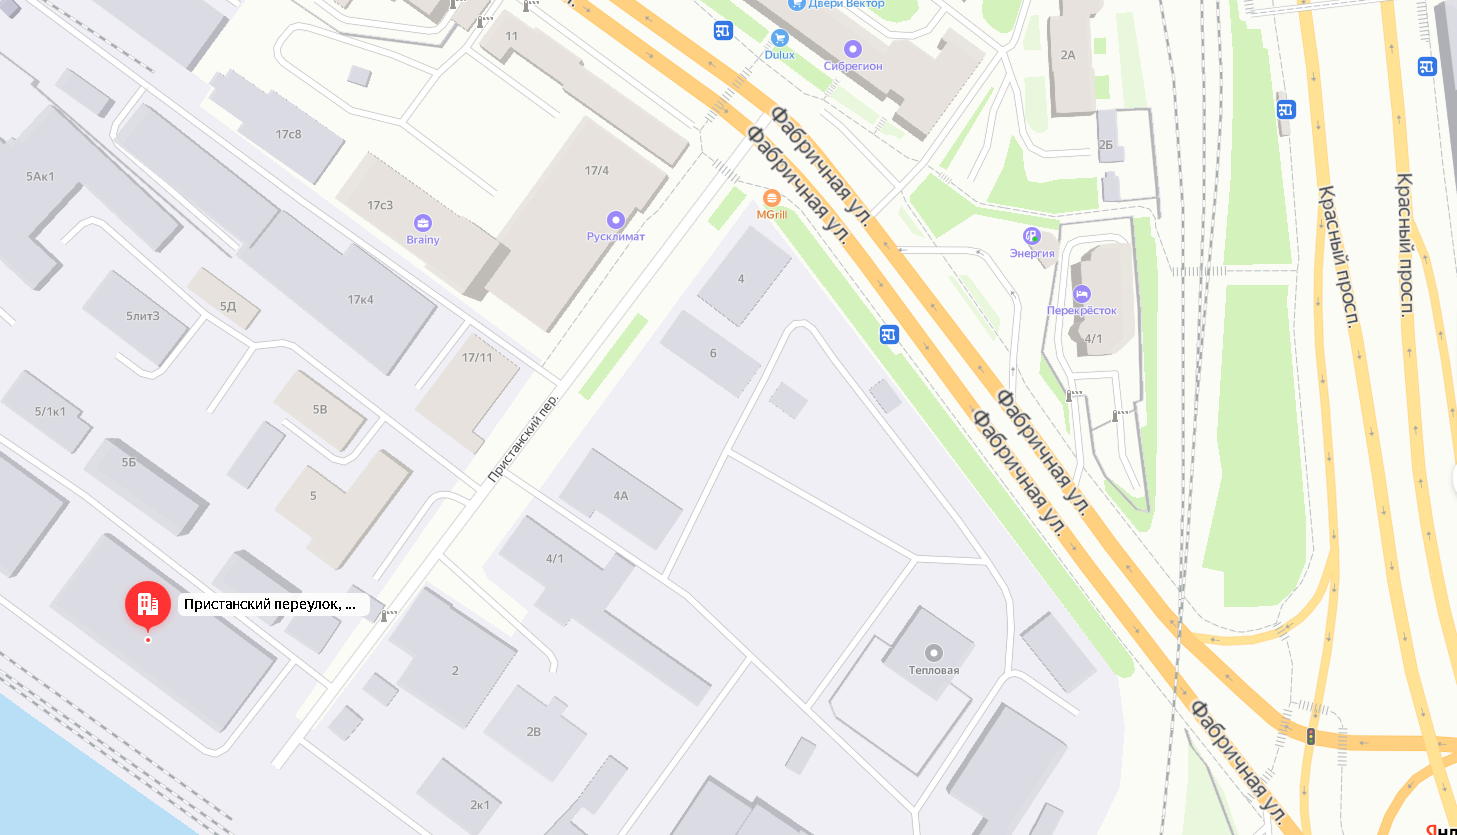 Двери Вектор
11
Dulux
Сибрегион
2А
17с8
Фабричная ул.
Фабричная ул.
2Б
5Ак1
17/4
17с3
Brainy
Русклимат
MGrill
Красный просп.
Красный просп.
Энергия
4
Перекрёсток
4/1
5литЗ
5Д
17к4
6
17/11
5/1к1
5В
Пристанский пер.
Фабричная ул.
Фабричная ул.
5Б
5
4А
4/1
Пристанский переулок, ...
2
Тепловая
2В
Фабричная ул.
2к1